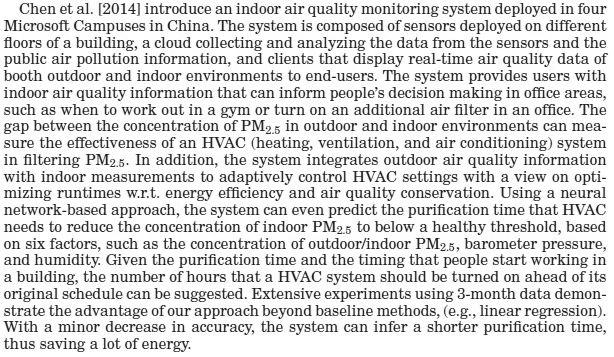 Chen et al. [2014] introduce an indoor air quality monitoring system deployed in four
Microsoft Campuses in China. The system is composed of sensors deployed on different
floors of a building, a cloud collecting and analyzing the data from the sensors and the
public air pollution information, and clients that display real-time air quality data of
booth outdoor and indoor environments to end-users. The system provides users with
indoor air quality information that can inform people's decision making in office areas,
such as when to work out in a gym or turn on an additional air filter in an office. The
gap between the concentration of PM2.5 in outdoor and indoor environments can mea-
sure the effectiveness of an HVAC (heating, ventilation, and air conditioning) system
in filtering PM2.5. In addition, the system integrates outdoor air quality information
with indoor measurements to adaptively control HVAC settings with a view on opti-
mizing runtimes w.r.t. energy efficiency and air quality conservation. Using a neural
network-based approach, the system can even predict the purification time that HVAC
needs to reduce the concentration of indoor PM2.5 to below a healthy threshold, based
on six factors, such as the concentration of outdoor/indoor PM2.5, barometer pressure,
and humidity. Given the purification time and the timing that people start working in
a building, the number of hours that a HVAC system should be turned on ahead of its
original schedule can be suggested. Extensive experiments using 3-month data demon-
strate the advantage of our approach beyond baseline methods, (e.g., linear regression).
With a minor decrease in accuracy, the system can infer a shorter purification time,
thus saving a lot of energy.